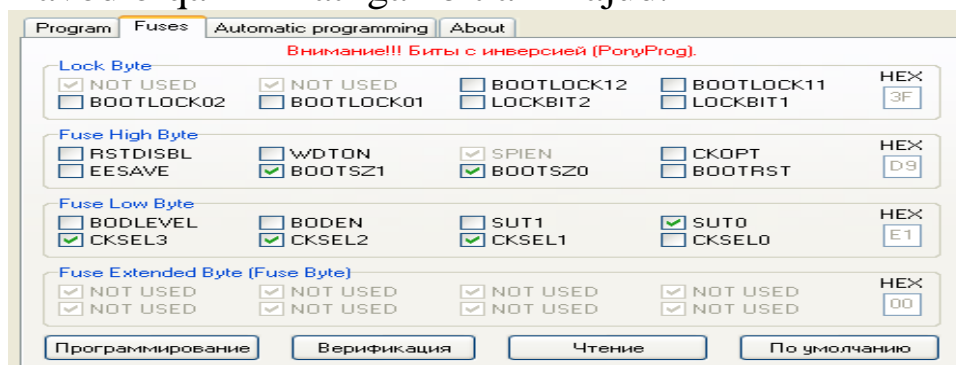 Program Fuses Automatic programming About
Внимание!!! Биты с инверсией (PonyProg).
Lock Byte
NOT USED NOT USED BOOTLOCK12 BOOTLOCK11 HEX
BOOTLOCK02 BOOTLOCK01 LOCKBIT2 LOCKBIT1 3F
Fuse High Byte
RSTDISBL WDTON SPIEN CKOPT HEX
EESAVE BOOTSZ1 BOOTSZ0 BOOTRST D9
Fuse Low Byte
BODLEVEL BODEN SUT1 SUT0 HEX
CKSEL3 CKSEL2 CKSEL1 CKSEL0 E1
Fuse Extended Byte (Fuse Byte)
NOT USED NOT USED NOT USED NOT USED HEX
NOT USED NOT USED NOT USED NOT USED 00
Программирование Верификация Чтение По умолчанию